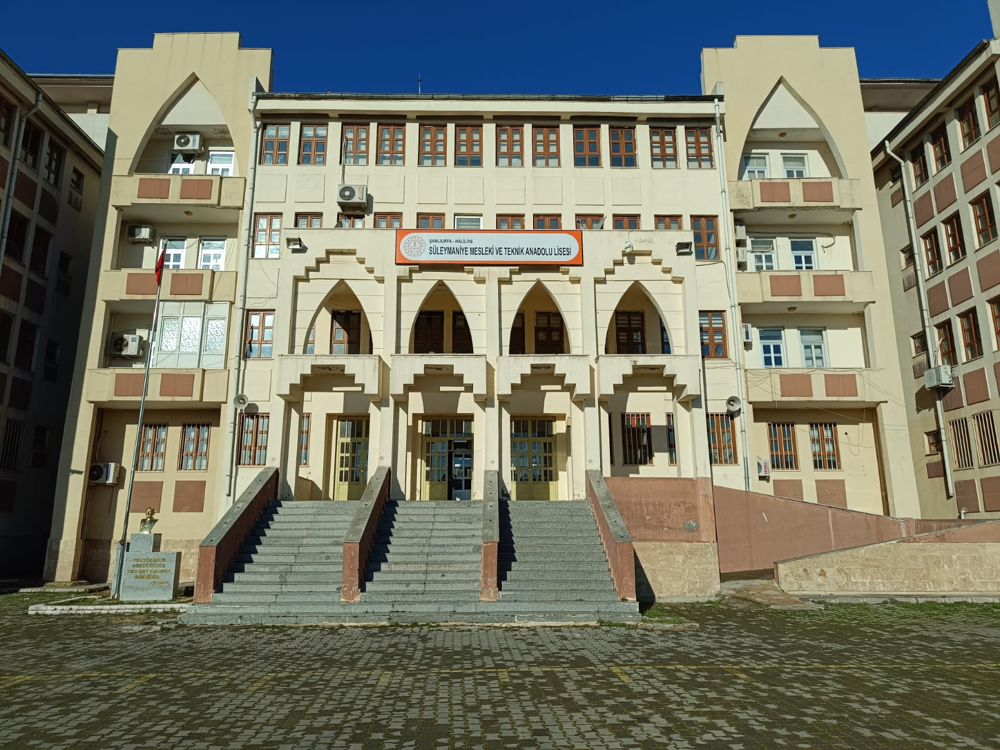 ŞANLIURFA - HALİLİYE
SÜLEYMANİYE MESLEKİ VE TEKNİK ANADOLU LİSESİ
YERYÜZÜNDE
GÖRDÜĞÜNÜZ
HER ŞEY KADININ
ESERİDİR.
VESTEL